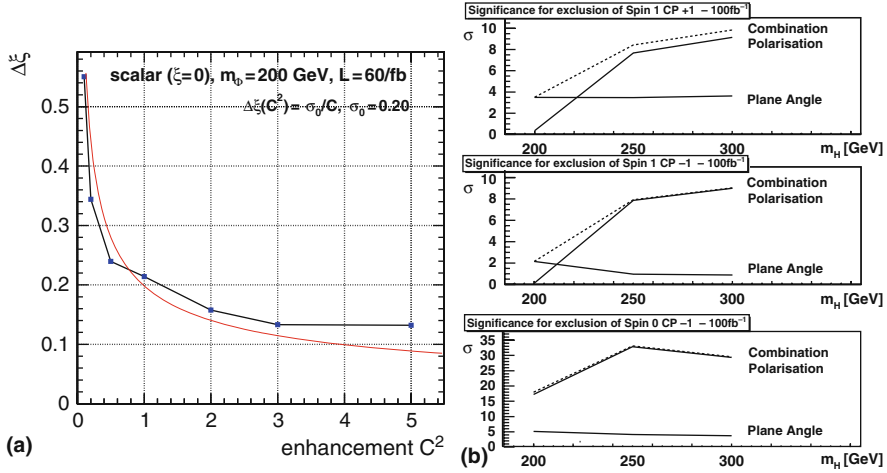 Δξ
scalar (ξ=0), mΦ=200 GeV, L=60/fb
Δξ(C²)= σ₀/C, σ₀=0.20
0.5
0.4
0.3
0.2
0.1
0
0 1 2 3 4 5
enhancement C²
(a)
Significance for exclusion of Spin 1 CP +1 – 100fb⁻¹
σ
10
8
6
4
2
0
Combination
Polarisation
Plane Angle
200 250 300
m_H [GeV]
Significance for exclusion of Spin 1 CP –1 – 100fb⁻¹
σ
10
8
6
4
2
0
Combination
Polarisation
Plane Angle
200 250 300
m_H [GeV]
Significance for exclusion of Spin 0 CP –1 – 100fb⁻¹
σ
35
30
25
20
15
10
5
0
Combination
Polarisation
Plane Angle
200 250 300
m_H [GeV]
(b)